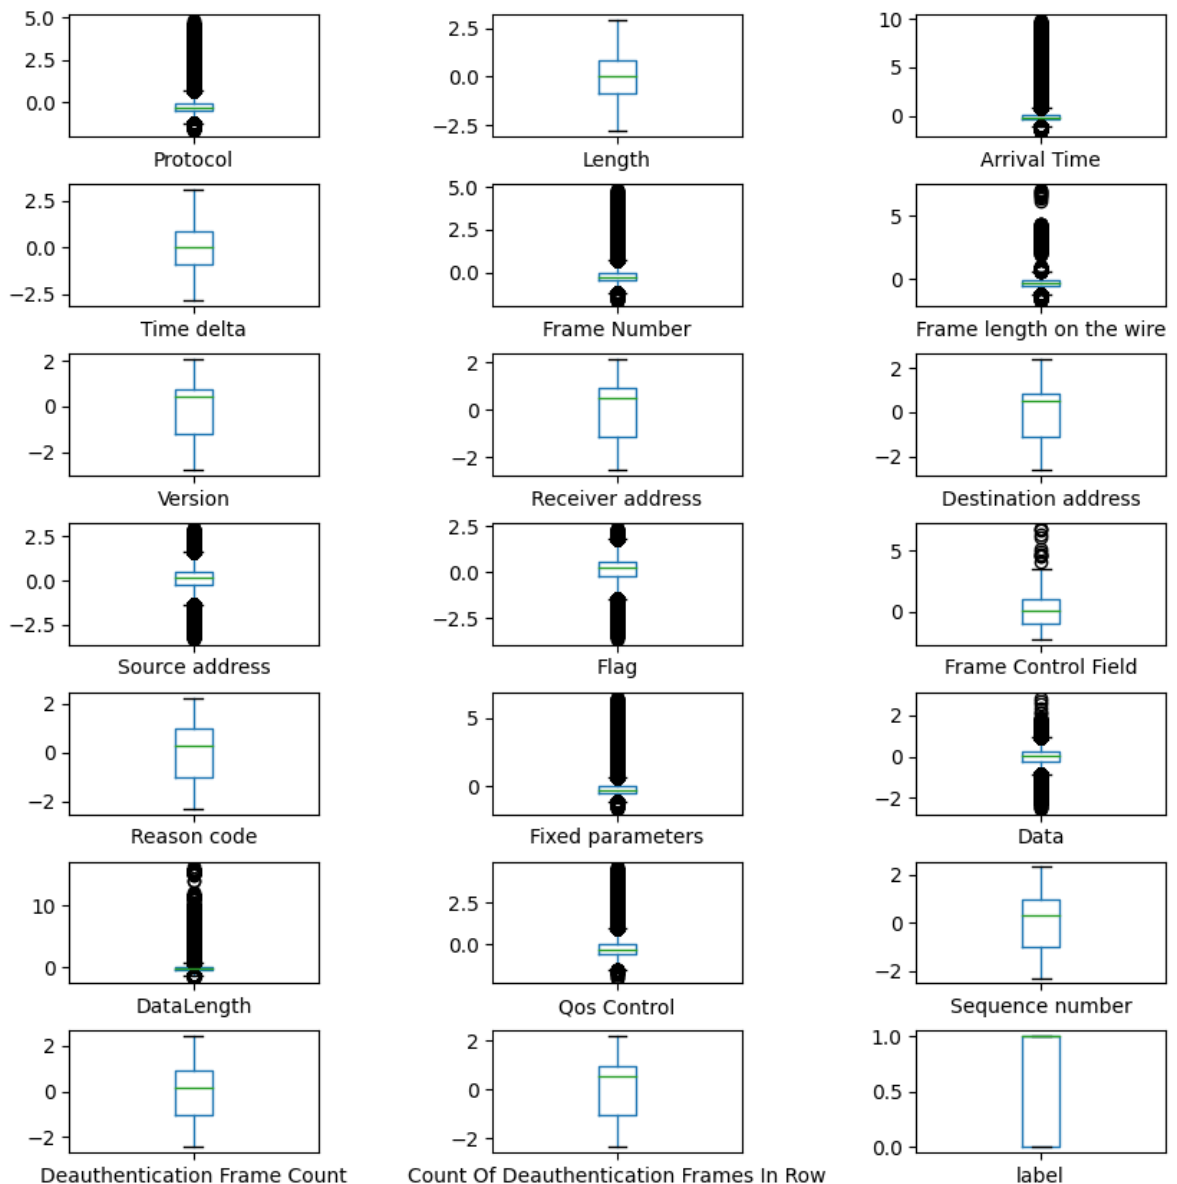 5.0
2.5
0.0
Protocol
2.5
0.0
−2.5
Length
10
5
0
Arrival Time
2.5
0.0
−2.5
Time delta
5.0
2.5
0.0
Frame Number
5
0
Frame length on the wire
2
0
−2
Version
2
0
−2
Receiver address
2
0
−2
Destination address
2.5
0.0
−2.5
Source address
2.5
0.0
−2.5
Flag
5
0
Frame Control Field
2
0
−2
Reason code
5
0
Fixed parameters
2
0
−2
Data
10
0
DataLength
2.5
0.0
Qos Control
2
0
−2
Sequence number
2
0
−2
Deauthentication Frame Count
2
0
−2
Count Of Deauthentication Frames In Row
1.0
0.5
0.0
label